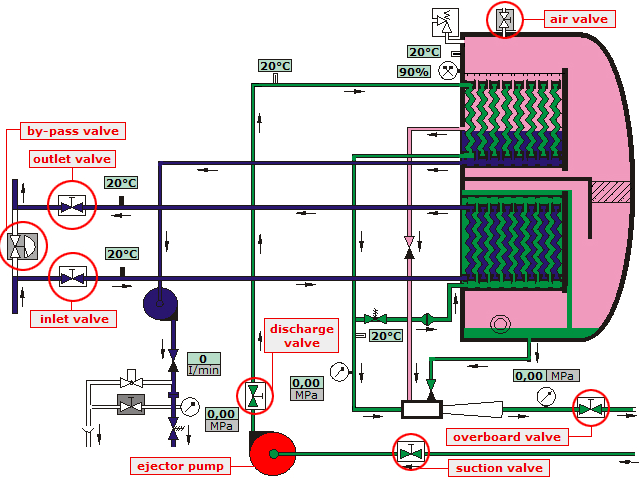 air valve
20°C
20°C
90%
by-pass valve
outlet valve
20°C
20°C
inlet valve
discharge
valve
20°C
0
l/min
0,00
MPa
0,00
MPa
0,00 MPa
overboard valve
ejector pump
suction valve